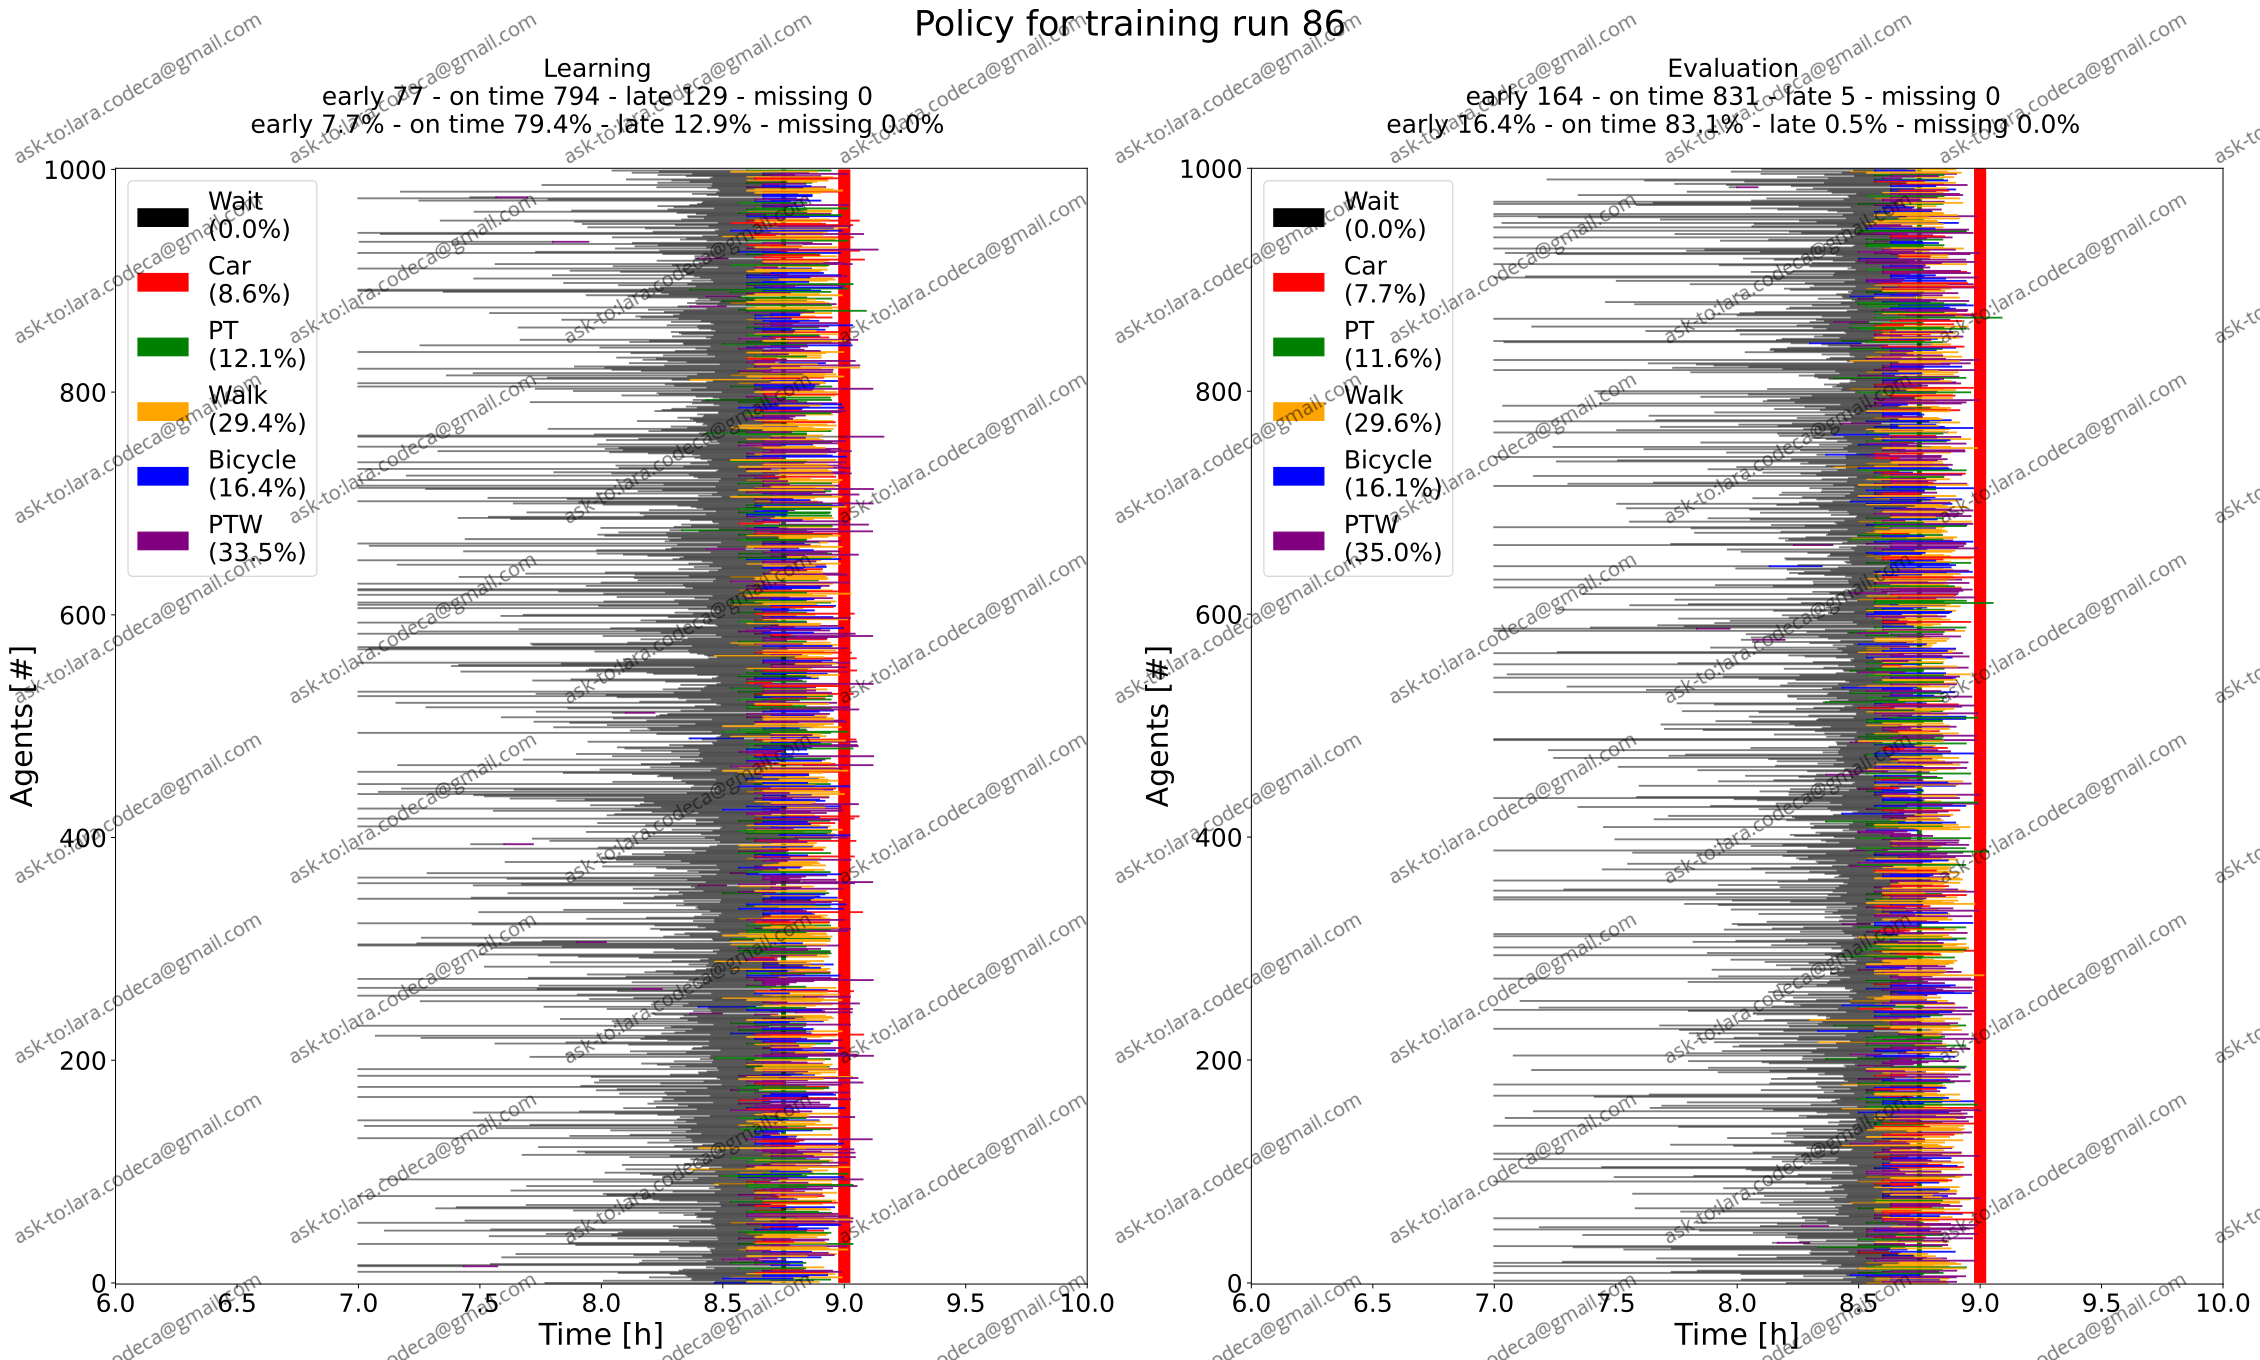 Policy for training run 86
Learning
early 77 - on time 794 - late 129 - missing 0
early 7.7% - on time 79.4% - late 12.9% - missing 0.0%
Evaluation
early 164 - on time 831 - late 5 - missing 0
early 16.4% - on time 83.1% - late 0.5% - missing 0.0%
1000
800
600
400
200
0
Agents [#]
Wait
(0.0%)
Car
(8.6%)
PT
(12.1%)
Walk
(29.4%)
Bicycle
(16.4%)
PTW
(33.5%)
6.0 6.5 7.0 7.5 8.0 8.5 9.0 9.5 10.0
Time [h]
1000
800
600
400
200
0
Agents [#]
Wait
(0.0%)
Car
(7.7%)
PT
(11.6%)
Walk
(29.6%)
Bicycle
(16.1%)
PTW
(35.0%)
6.0 6.5 7.0 7.5 8.0 8.5 9.0 9.5 10.0
Time [h]
ask-to:lara.codeca@gmail.com